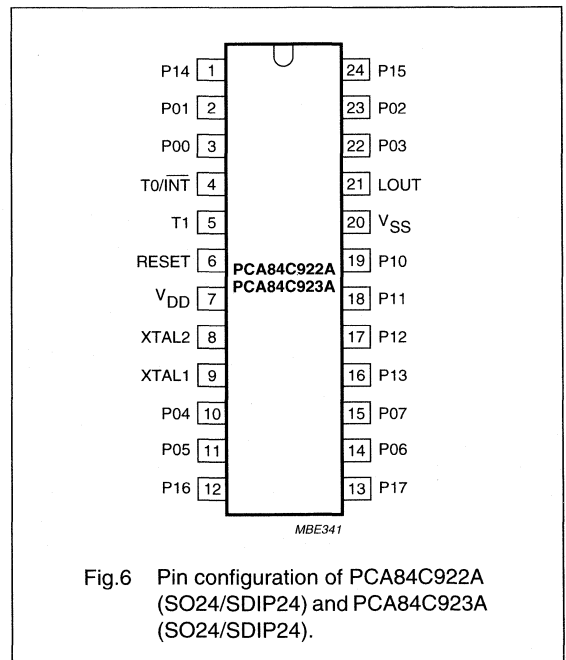 P14 1 24 P15
P01 2 23 P02
P00 3 22 P03
T0/INT 4 21 LOUT
T1 5 20 VSS
RESET 6 19 P10
PCA84C922A
PCA84C923A
VDD 7 18 P11
XTAL2 8 17 P12
XTAL1 9 16 P13
P04 10 15 P07
P05 11 14 P06
P16 12 13 P17
MBE341
Fig.6 Pin configuration of PCA84C922A
(SO24/SDIP24) and PCA84C923A
(SO24/SDIP24).